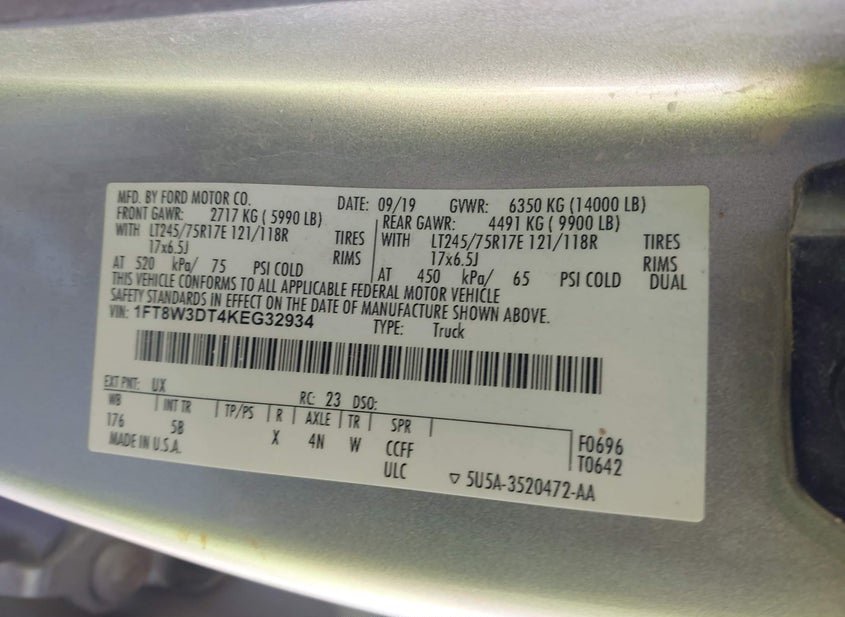 MFD. BY FORD MOTOR CO. DATE: 09/19 GVWR: 6350 KG (14000 LB)
FRONT GAWR: 2717 KG ( 5990 LB) REAR GAWR: 4491 KG ( 9900 LB)
WITH LT245/75R17E 121/118R TIRES WITH LT245/75R17E 121/118R TIRES
17x6.5J RIMS 17x6.5J RIMS
AT 520 kPa/ 75 PSI COLD AT 450 kPa/ 65 PSI COLD DUAL
THIS VEHICLE CONFORMS TO ALL APPLICABLE FEDERAL MOTOR VEHICLE
SAFETY STANDARDS IN EFFECT ON THE DATE OF MANUFACTURE SHOWN ABOVE.
VIN: 1FT8W3DT4KEG32934 TYPE: Truck
EXT PNT: UX RC: 23 DSO:
WB INT TR TP/PS R AXLE TR SPR
176 5B X 4N W CCFF F0696
MADE IN U.S.A. ULC T0642
▽ 5U5A-3520472-AA